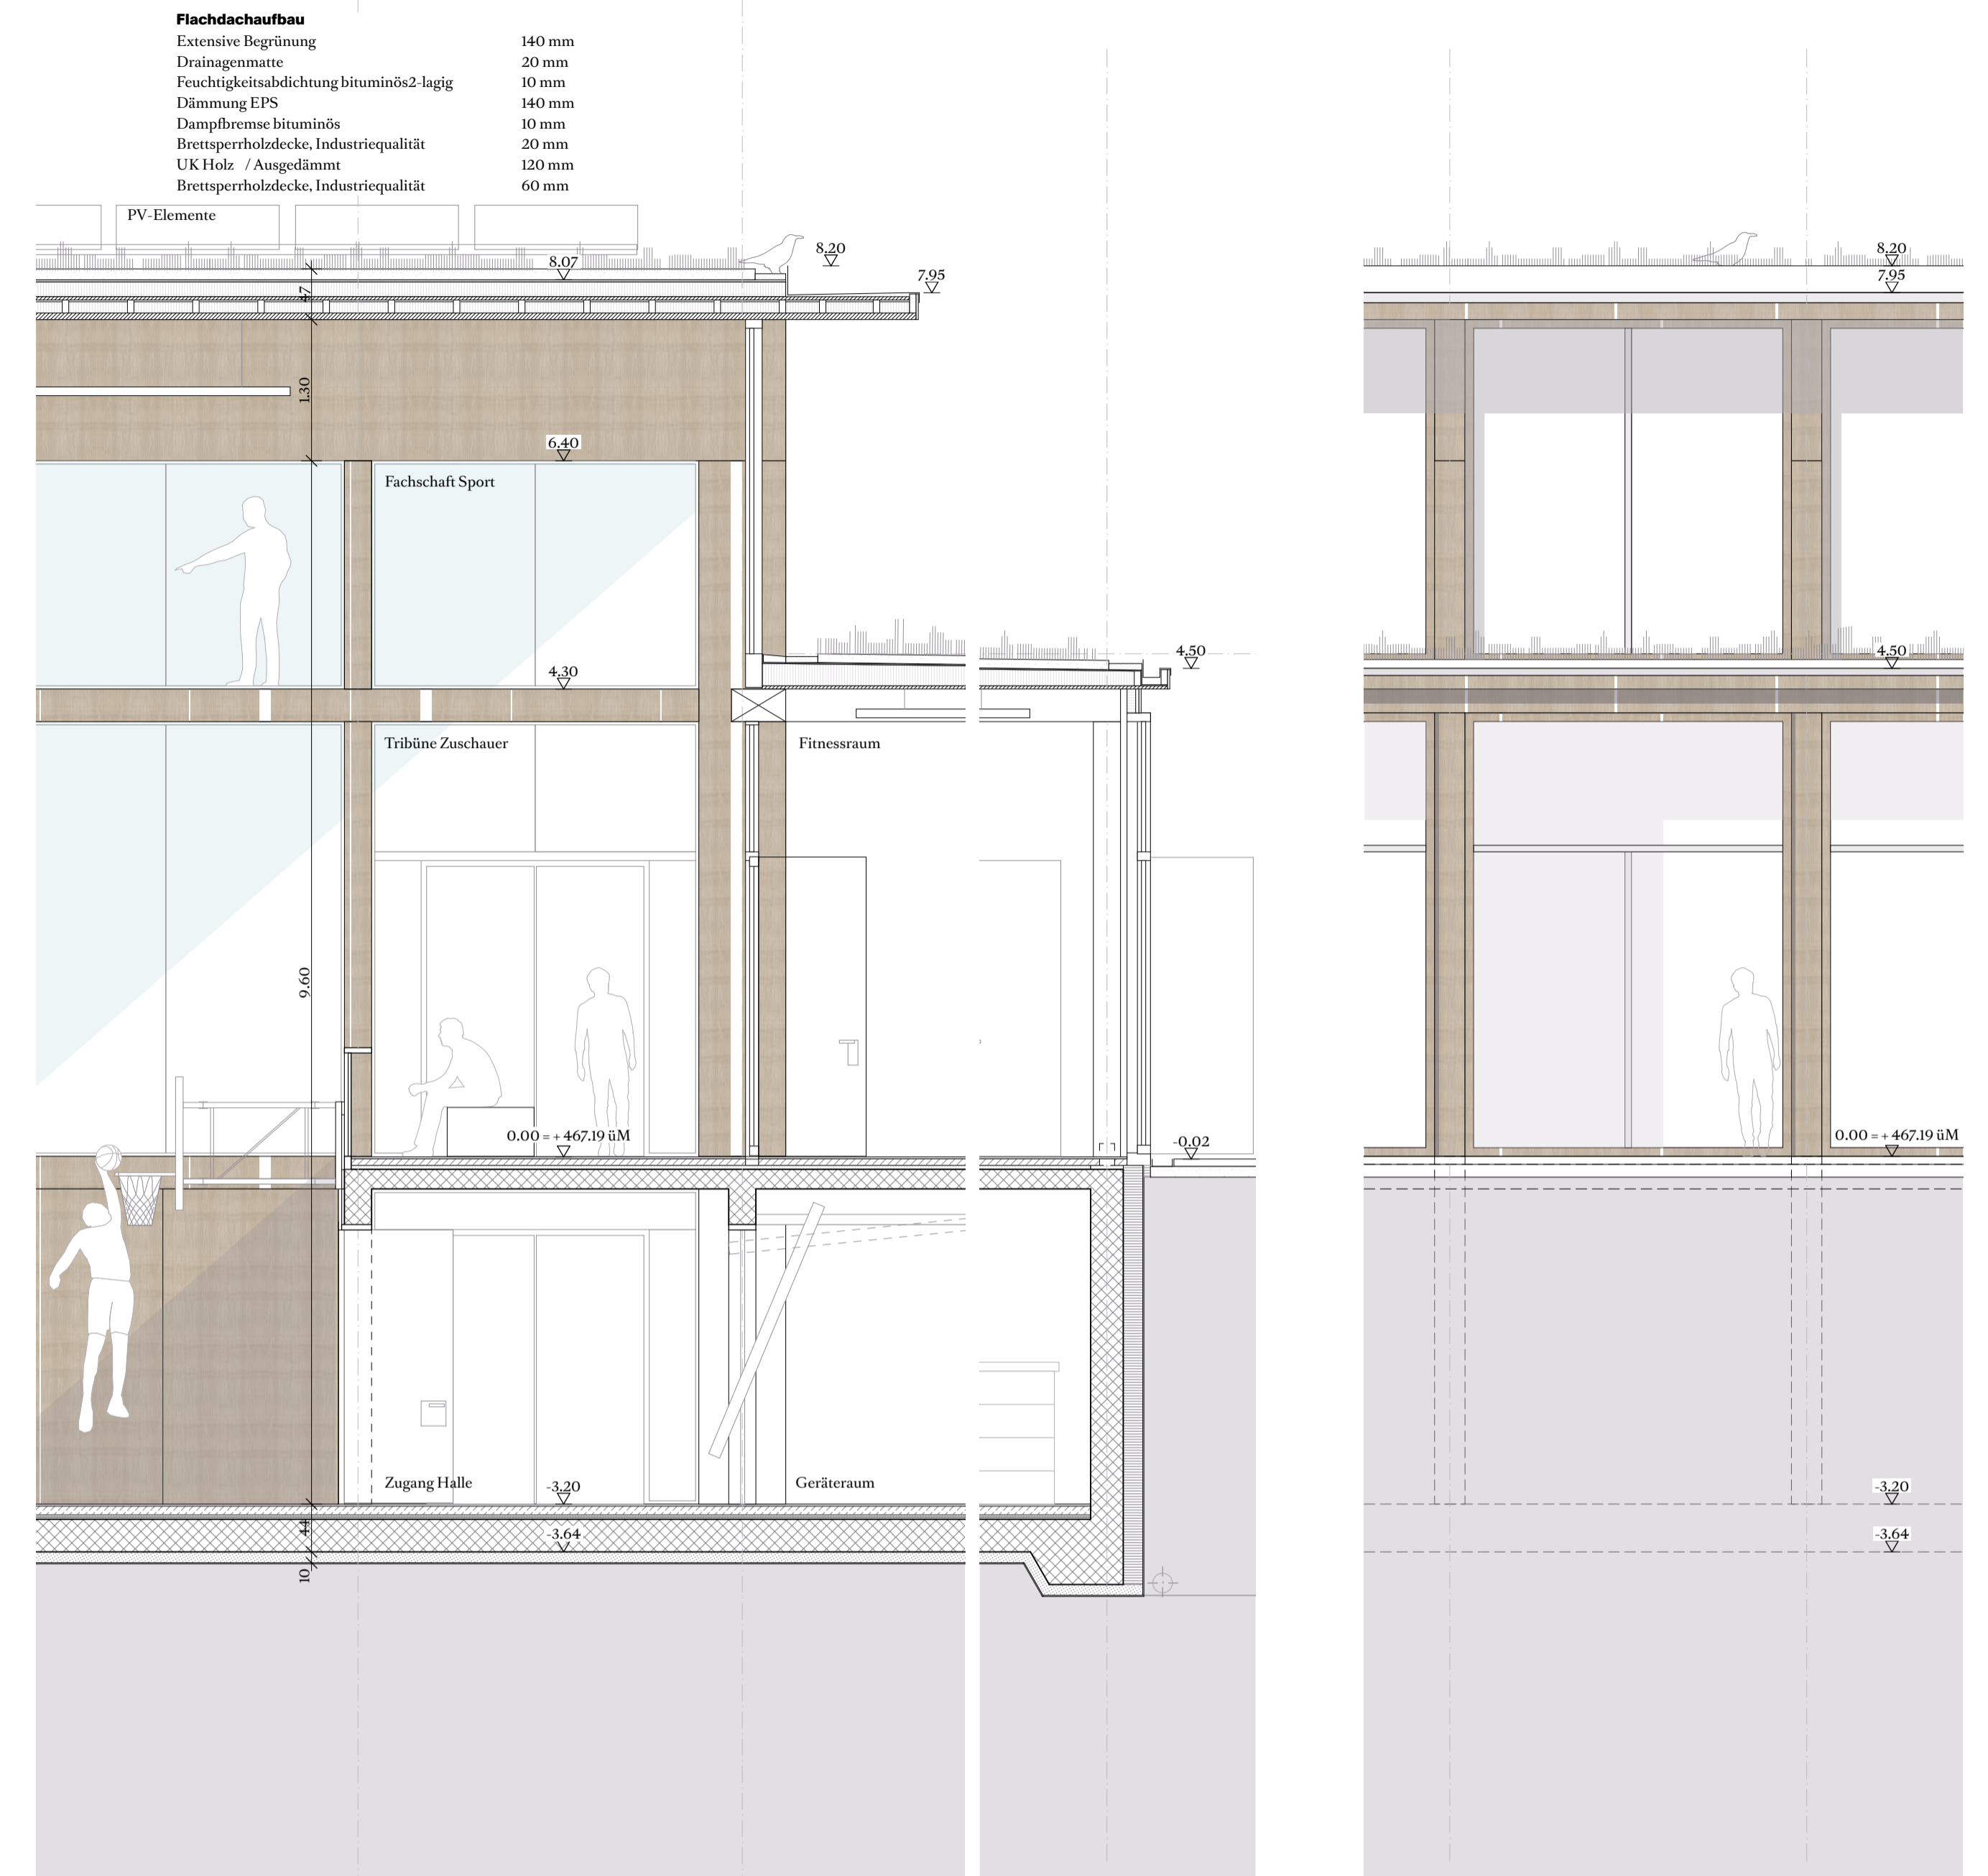 Flachdachaufbau
Extensive Begrünung 140 mm
Drainagenmatte 20 mm
Feuchtigkeitsabdichtung bituminös2-lagig 10 mm
Dämmung EPS 140 mm
Dampfbremse bituminös 10 mm
Brettsperrholzdecke, Industriequalität 20 mm
UK Holz / Ausgedämmt 120 mm
Brettsperrholzdecke, Industriequalität 60 mm
PV-Elemente
8.20
8.07
7.95
47
1.30
6.40
Fachschaft Sport
4.30
4.50
Tribüne Zuschauer
Fitnessraum
9.60
0.00 = + 467.19 üM
-0.02
Zugang Halle
-3.20
Geräteraum
44
-3.64
10
8.20
7.95
4.50
0.00 = + 467.19 üM
-3.20
-3.64